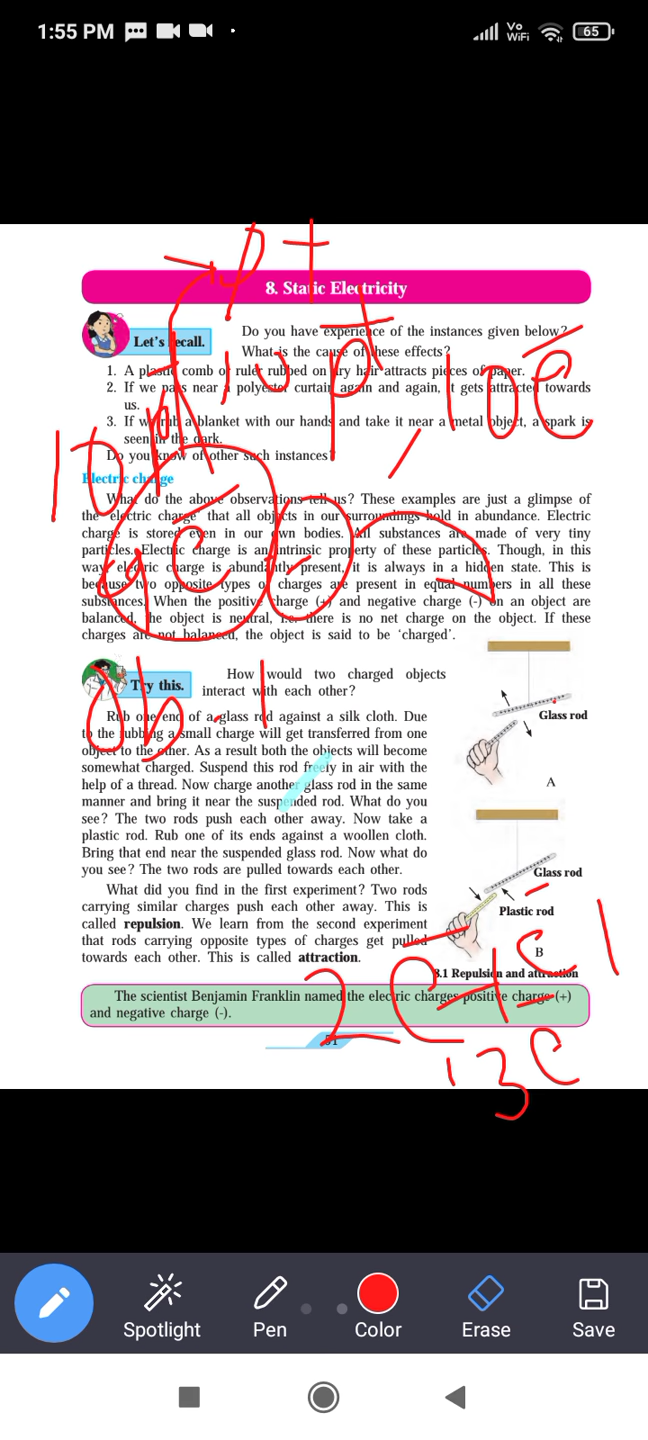 1:55 PM
Vo
WiFi
65
8. Static Electricity
Let's recall.
Do you have experience of the instances given below?
What is the cause of these effects?
1. A plastic comb or ruler rubbed on dry hair attracts pieces of paper.
2. If we pass near a polyester curtain again and again, it gets attracted towards
us.
3. If we rub a blanket with our hands and take it near a metal object, a spark is
seen in the dark.
Do you know of other such instances?
Electric charge
What do the above observations tell us? These examples are just a glimpse of
the 'electric charge' that all objects in our surroundings hold in abundance. Electric
charge is stored even in our own bodies. All substances are made of very tiny
particles. Electric charge is an intrinsic property of these particles. Though, in this
way electric charge is abundantly present, it is always in a hidden state. This is
because two opposite types of charges are present in equal numbers in all these
substances. When the positive charge (+) and negative charge (-) on an object are
balanced, the object is neutral, i.e. there is no net charge on the object. If these
charges are not balanced, the object is said to be 'charged'.
Try this.
How would two charged objects
interact with each other?
Rub one end of a glass rod against a silk cloth. Due
to the rubbing a small charge will get transferred from one
object to the other. As a result both the objects will become
somewhat charged. Suspend this rod freely in air with the
help of a thread. Now charge another glass rod in the same
manner and bring it near the suspended rod. What do you
see? The two rods push each other away. Now take a
plastic rod. Rub one of its ends against a woollen cloth.
Bring that end near the suspended glass rod. Now what do
you see? The two rods are pulled towards each other.
What did you find in the first experiment? Two rods
carrying similar charges push each other away. This is
called repulsion. We learn from the second experiment
that rods carrying opposite types of charges get pulled
towards each other. This is called attraction.
Glass rod
A
Glass rod
Plastic rod
B
8.1 Repulsion and attraction
The scientist Benjamin Franklin named the electric charges positive charge (+)
and negative charge (-).
51
Spotlight
Pen
Color
Erase
Save